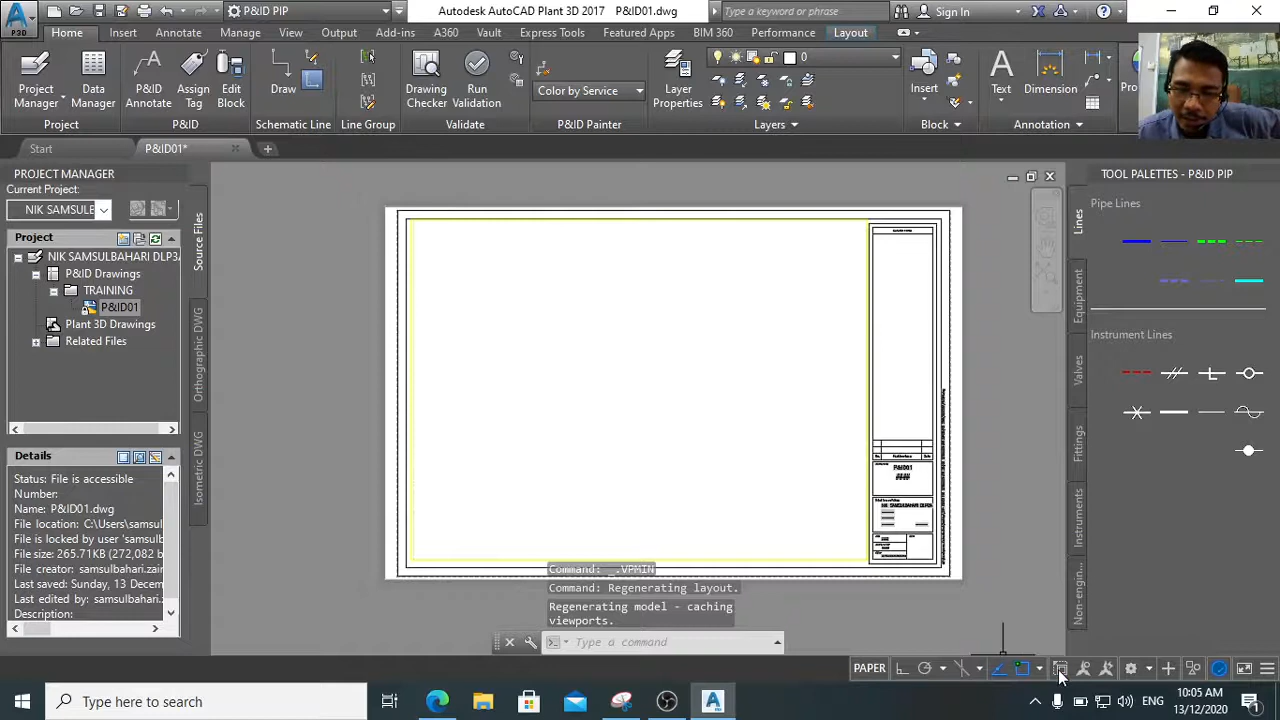 P&ID PIP
Autodesk AutoCAD Plant 3D 2017 P&ID01.dwg
Type a keyword or phrase
Sign In
P3D
Home Insert Annotate Manage View Output Add-ins A360 Vault Express Tools Featured Apps BIM 360 Performance Layout
Project Manager
Data Manager
P&ID Annotate
Assign Tag
Edit Block
Draw
Drawing Checker
Run Validation
Color by Service
Layer Properties
0
Insert
Text
Dimension
Project
P&ID
Schematic Line
Line Group
Validate
P&ID Painter
Layers
Block
Annotation
Start
P&ID01*
PROJECT MANAGER
Current Project:
NIK SAMSULE
Project
NIK SAMSULBAHARI DLP3
P&ID Drawings
TRAINING
P&ID01
Plant 3D Drawings
Related Files
Source Files
Orthographic DWG
Isometric DWG
Details
Status: File is accessible
Number:
Name: P&ID01.dwg
File location: C:\Users\samsul
File is locked by user 'samsulb
File size: 265.71KB (272,082 b
File creator: samsulbahari.zain
Last saved: Sunday, 13 Decem
Last edited by: samsulbahari.
Description:
P&ID01
####
Command: _.VPMIN
Command: Regenerating layout.
Regenerating model - caching
viewports.
Type a command
TOOL PALETTES - P&ID PIP
Pipe Lines
Instrument Lines
Lines
Equipment
Valves
Fittings
Instruments
Non-engin...
PAPER
Type here to search
ENG
10:05 AM
13/12/2020
1